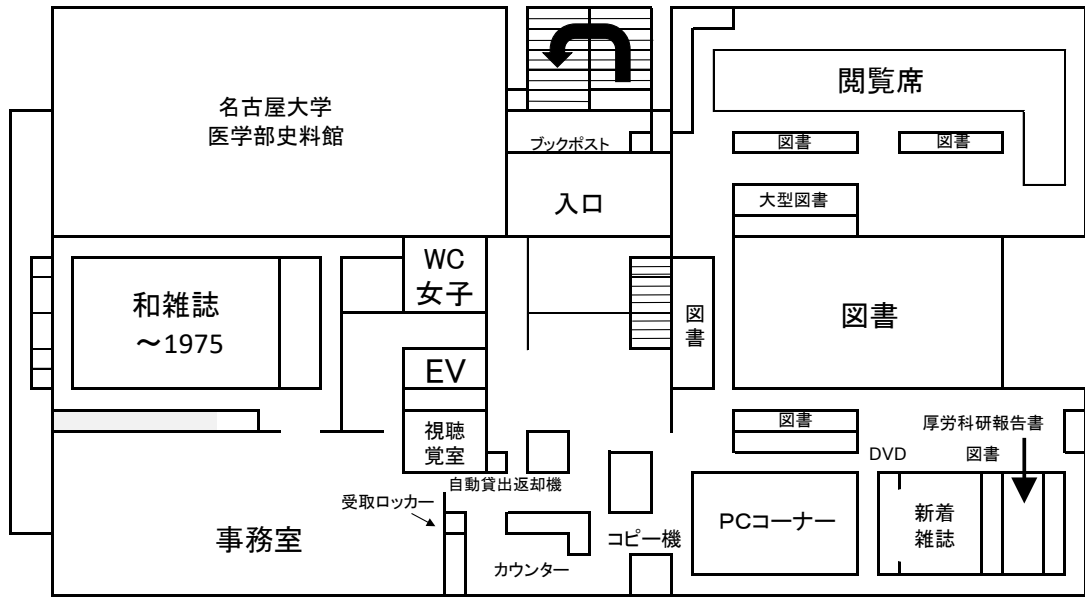 名古屋大学
医学部史料館
ブックポスト
入口
閲覧席
図書
図書
大型図書
WC
女子
和雑誌
～1975
図書
図書
EV
視聴
覚室
図書
厚労科研報告書
DVD
図書
自動貸出返却機
受取ロッカー
事務室
カウンター
コピー機
PCコーナー
新着
雑誌